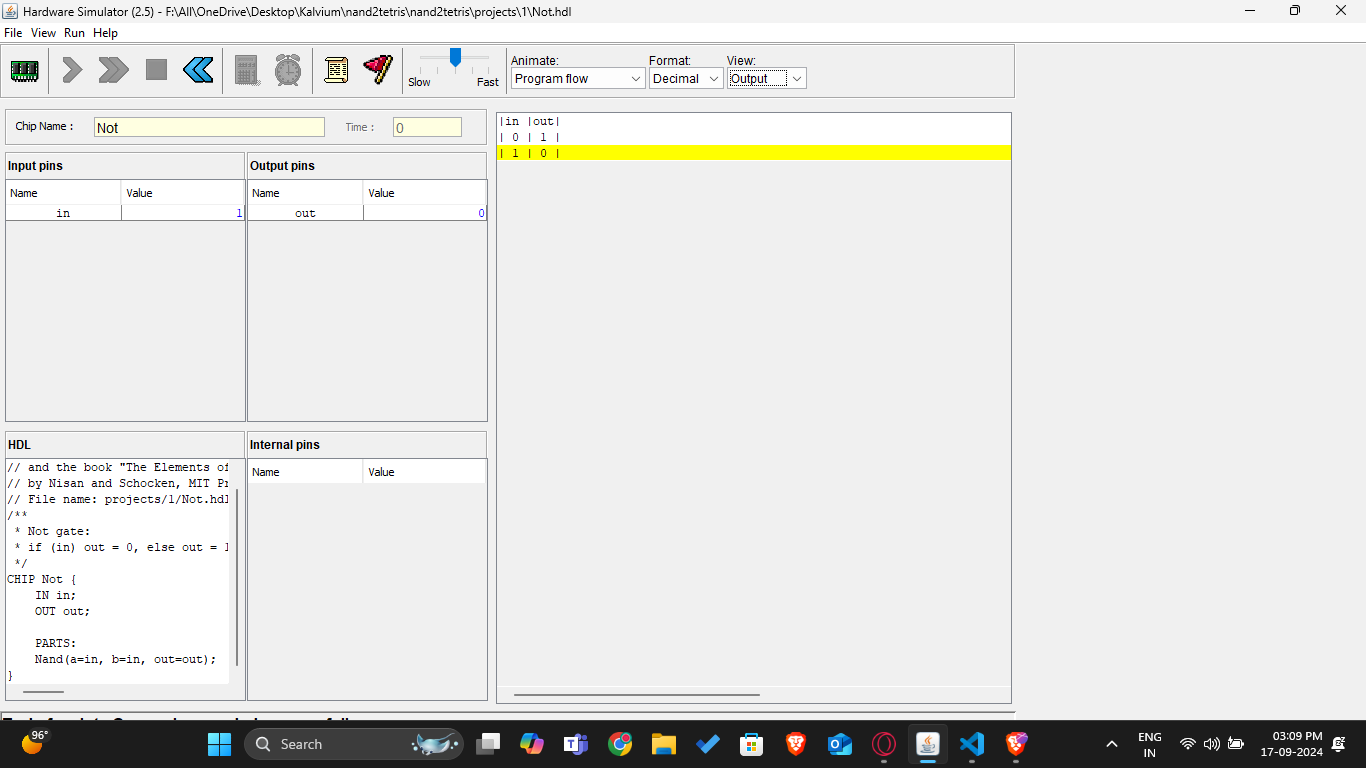 Hardware Simulator (2.5) - F:\All\OneDrive\Desktop\Kalvium\nand2tetris\nand2tetris\projects\1\Not.hdl
File View Run Help
Slow Fast
Animate: Format: View:
Program flow Decimal Output
Chip Name : Not Time : 0
Input pins Output pins
Name Value Name Value
in 1 out 0
|in |out|
| 0 | 1 |
| 1 | 0 |
HDL
// and the book "The Elements of
// by Nisan and Schocken, MIT Pr
// File name: projects/1/Not.hdl
/**
* Not gate:
* if (in) out = 0, else out = 1
*/
CHIP Not {
IN in;
OUT out;
PARTS:
Nand(a=in, b=in, out=out);
}
Internal pins
Name Value
96°
Search
ENG
IN
03:09 PM
17-09-2024